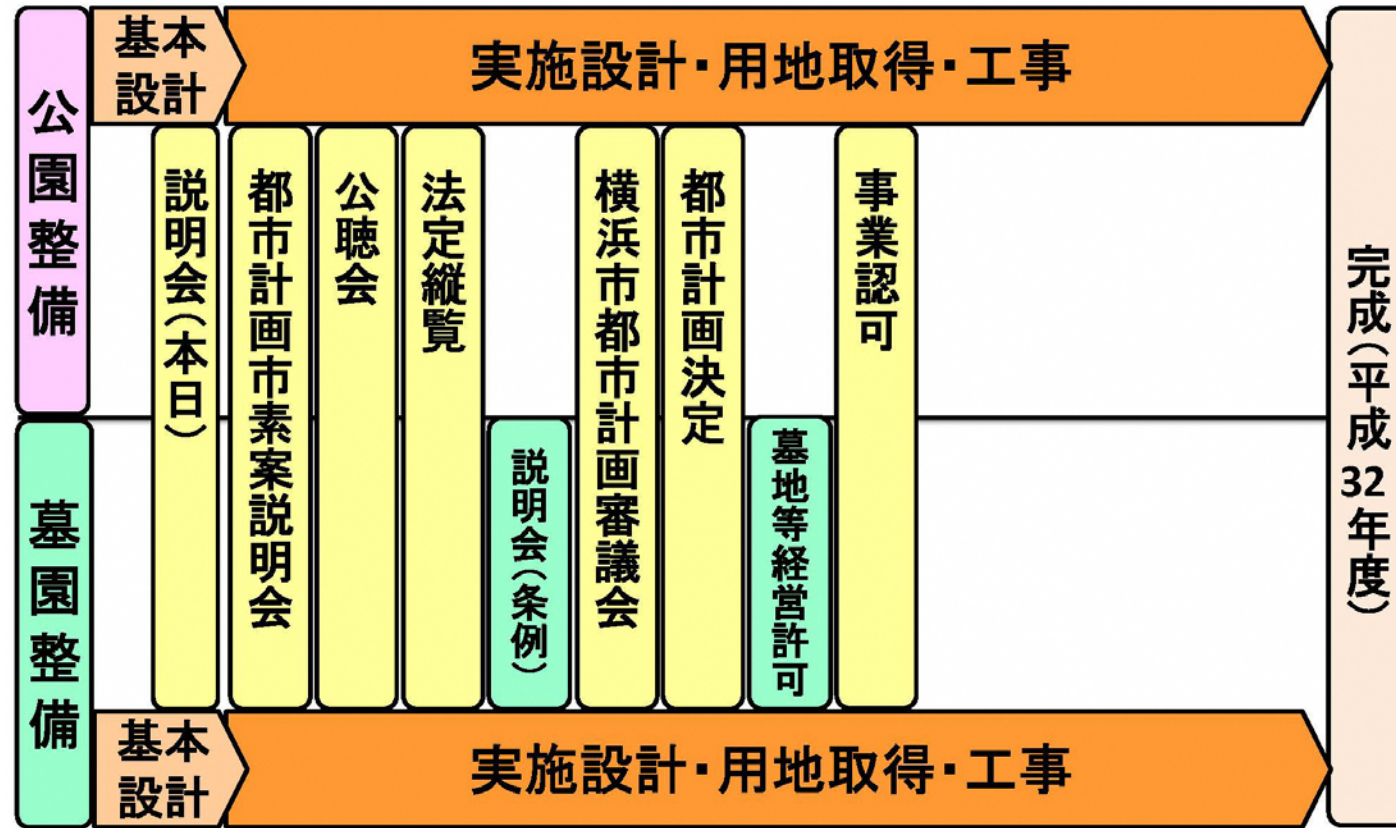 公園整備
基本
設計
実施設計・用地取得・工事
説明会（本日）
都市計画市素案説明会
公聴会
法定縦覧
説明会（条例）
横浜市都市計画審議会
都市計画決定
墓地等経営許可
事業認可
完成（平成32年度）
墓園整備
基本
設計
実施設計・用地取得・工事